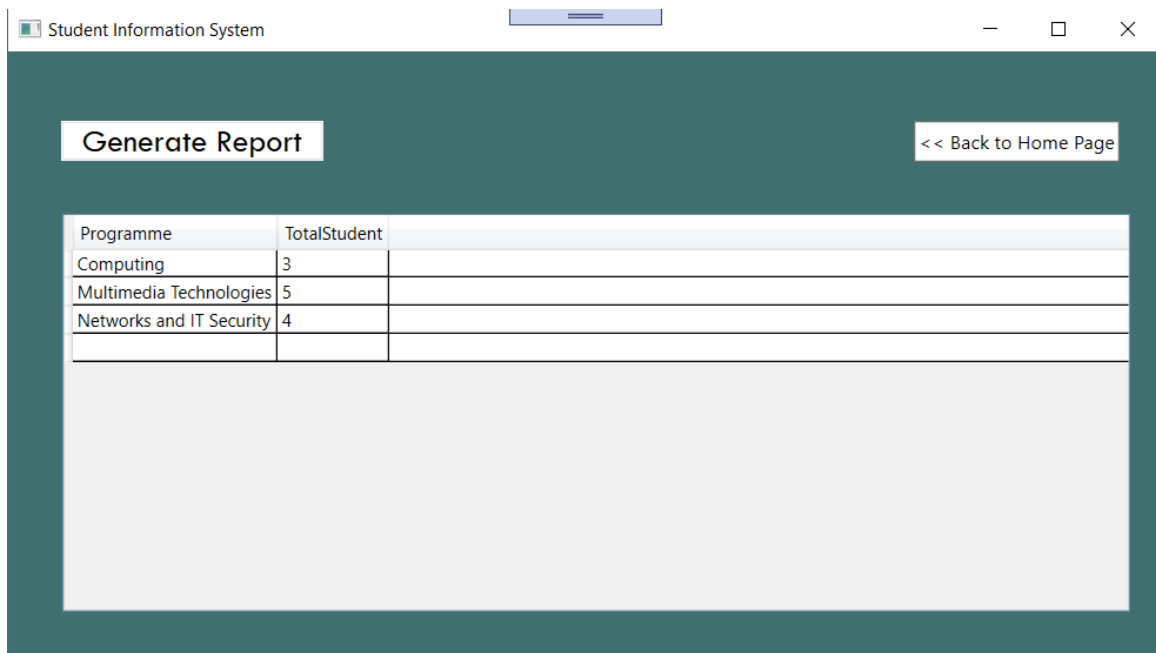 Student Information System
Generate Report
<< Back to Home Page
Programme TotalStudent
Computing 3
Multimedia Technologies 5
Networks and IT Security 4